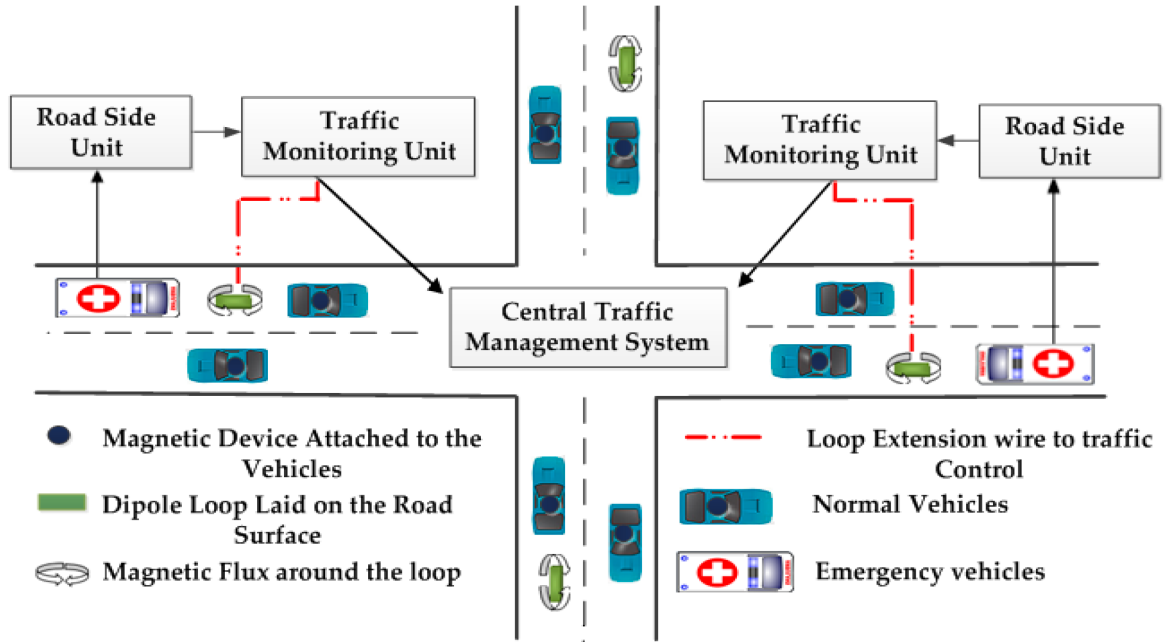 Road Side
Unit
Traffic
Monitoring Unit
Traffic
Monitoring Unit
Road Side
Unit
Central Traffic
Management System
Magnetic Device Attached to the
Vehicles
Dipole Loop Laid on the Road
Surface
Magnetic Flux around the loop
Loop Extension wire to traffic
Control
Normal Vehicles
Emergency vehicles